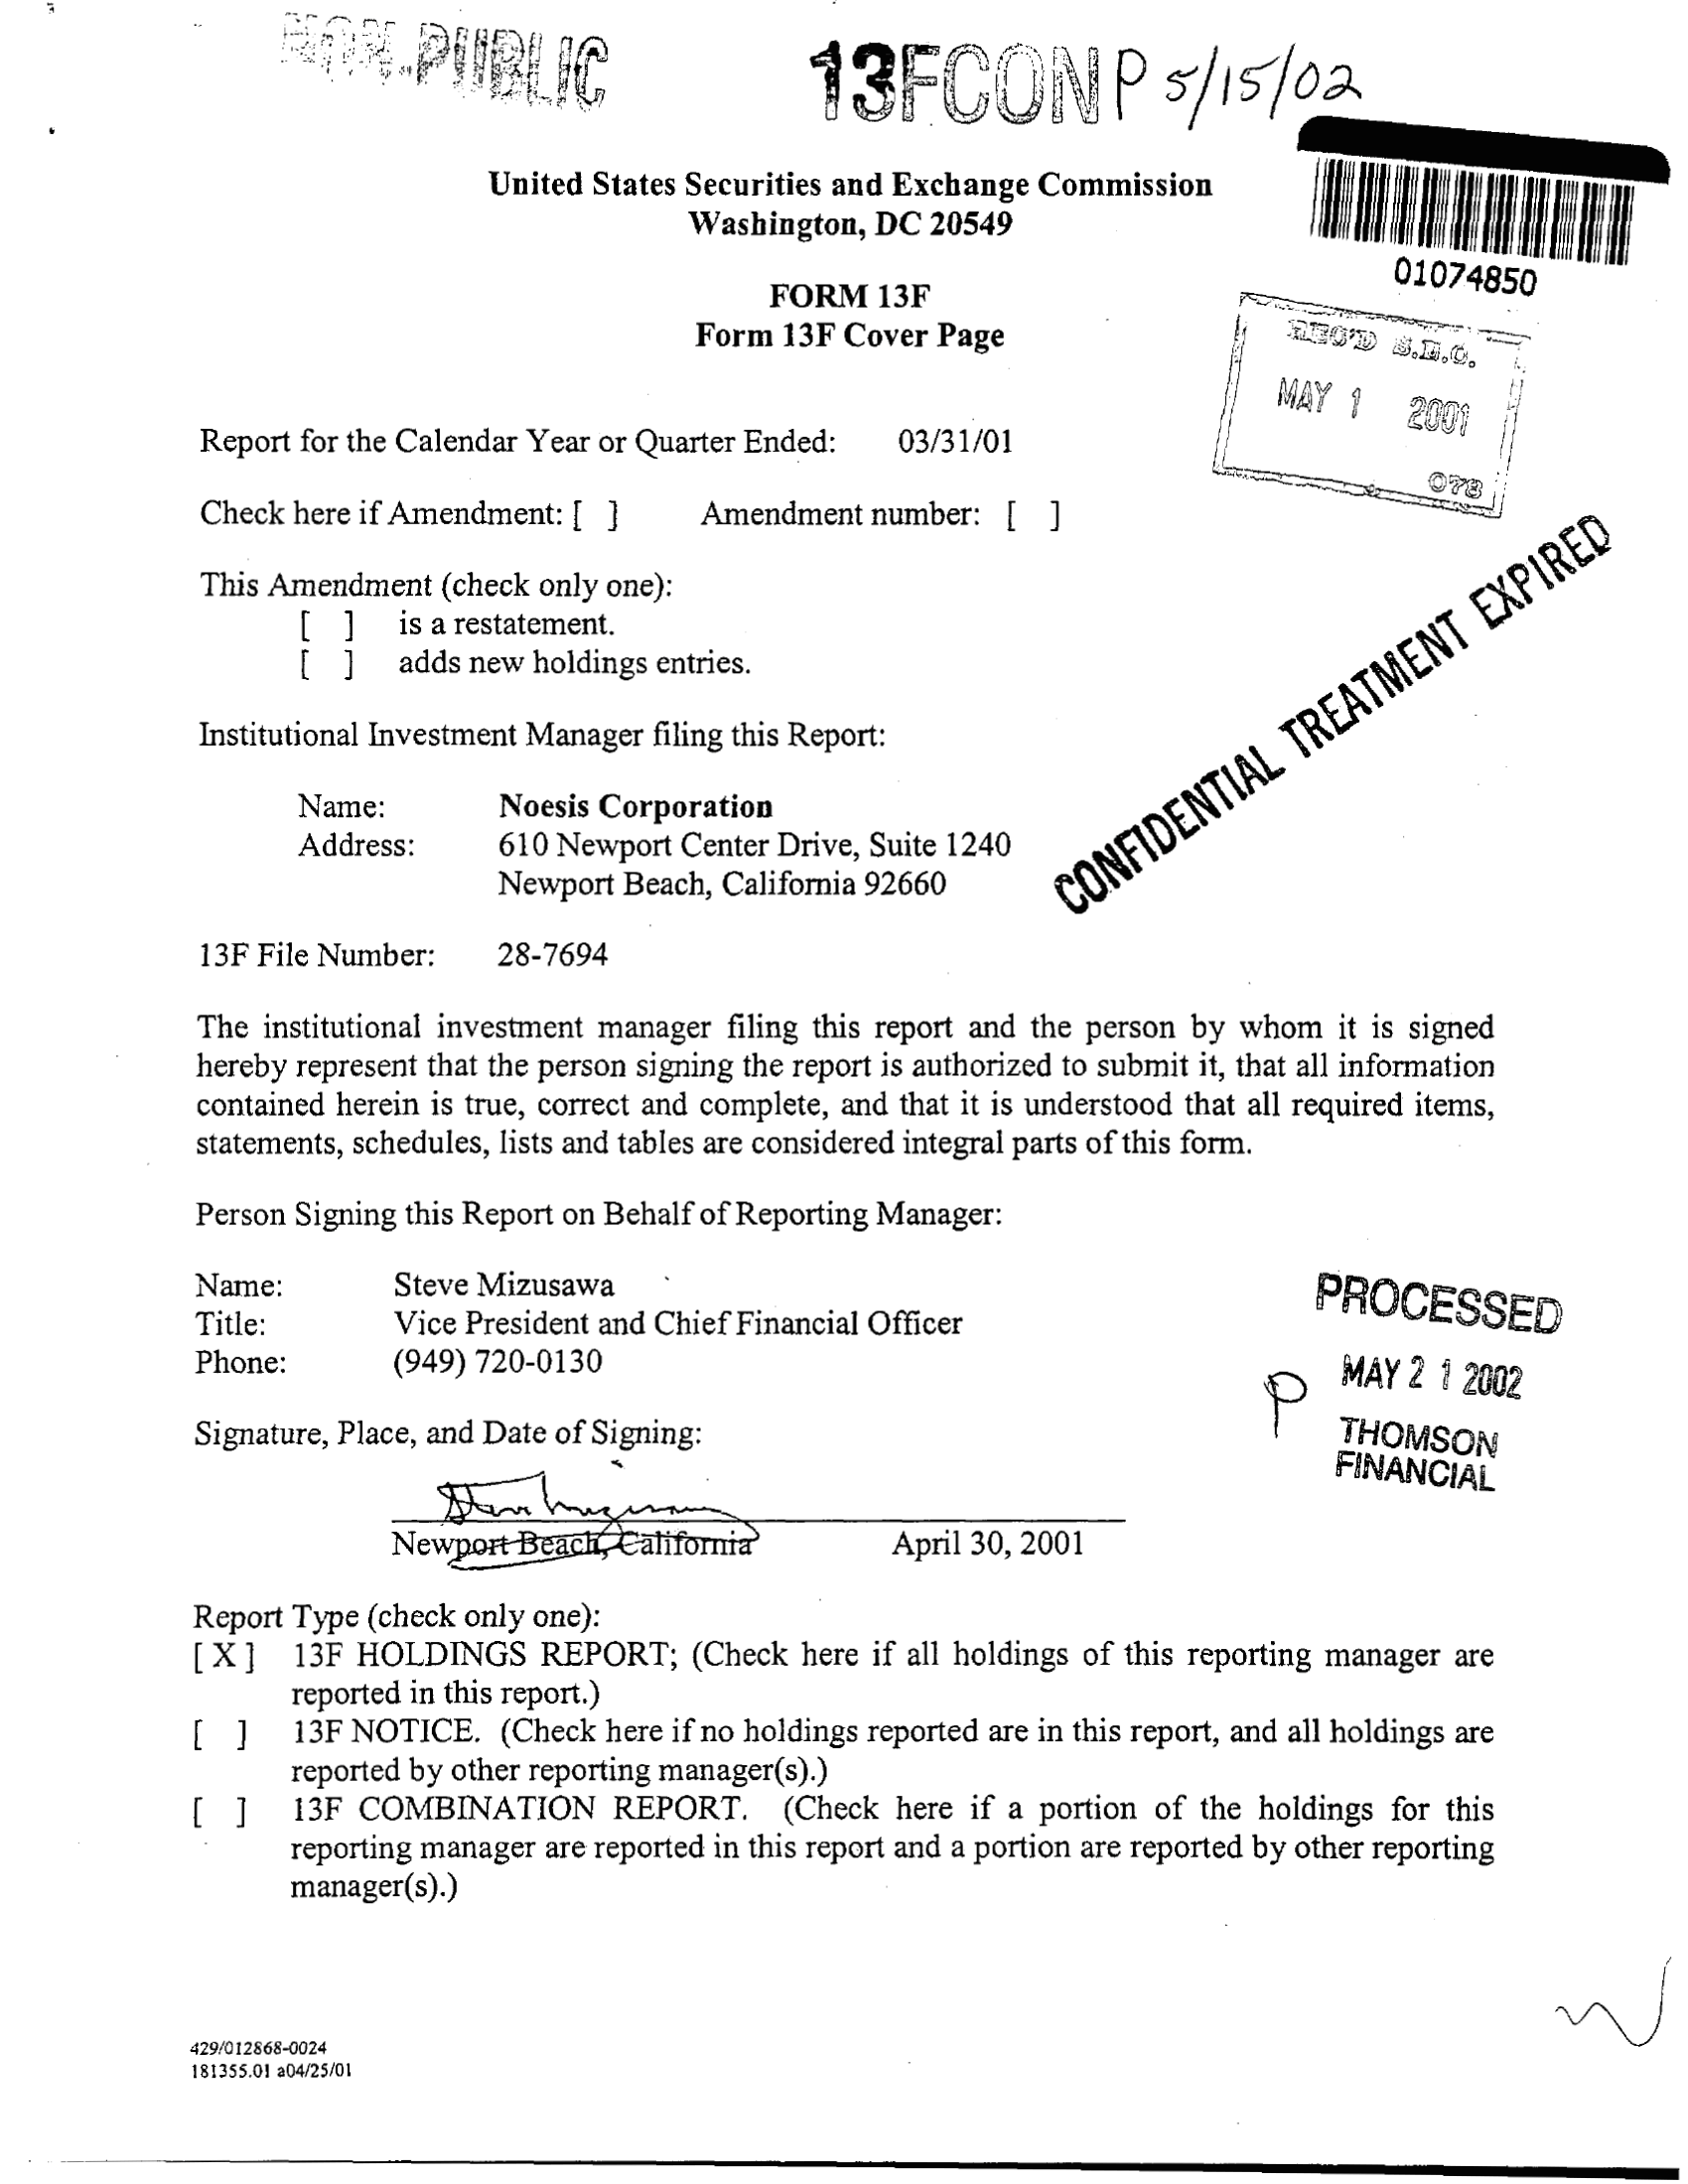 NON-PUBLIC
13FCONP 5/15/02
United States Securities and Exchange Commission
Washington, DC 20549
01074850
FORM 13F
Form 13F Cover Page
REC'D S.E.C.
MAY 1 2001
078
Report for the Calendar Year or Quarter Ended: 03/31/01
Check here if Amendment: [ ] Amendment number: [ ]
This Amendment (check only one):
[ ] is a restatement.
[ ] adds new holdings entries.
CONFIDENTIAL TREATMENT EXPIRED
Institutional Investment Manager filing this Report:
Name: Noesis Corporation
Address: 610 Newport Center Drive, Suite 1240
Newport Beach, California 92660
13F File Number: 28-7694
The institutional investment manager filing this report and the person by whom it is signed
hereby represent that the person signing the report is authorized to submit it, that all information
contained herein is true, correct and complete, and that it is understood that all required items,
statements, schedules, lists and tables are considered integral parts of this form.
Person Signing this Report on Behalf of Reporting Manager:
Name: Steve Mizusawa
Title: Vice President and Chief Financial Officer
Phone: (949) 720-0130
PROCESSED
MAY 2 1 2002
P
THOMSON
FINANCIAL
Signature, Place, and Date of Signing:
Newport Beach, California April 30, 2001
Report Type (check only one):
[ X ] 13F HOLDINGS REPORT; (Check here if all holdings of this reporting manager are
reported in this report.)
[ ] 13F NOTICE. (Check here if no holdings reported are in this report, and all holdings are
reported by other reporting manager(s).)
[ ] 13F COMBINATION REPORT. (Check here if a portion of the holdings for this
reporting manager are reported in this report and a portion are reported by other reporting
manager(s).)
429/012868-0024
181355.01 a04/25/01